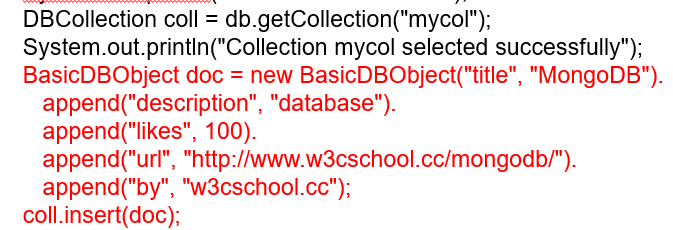 DBCollection coll = db.getCollection("mycol");
System.out.println("Collection mycol selected successfully");
BasicDBObject doc = new BasicDBObject("title", "MongoDB").
append("description", "database").
append("likes", 100).
append("url", "http://www.w3cschool.cc/mongodb/").
append("by", "w3cschool.cc");
coll.insert(doc);